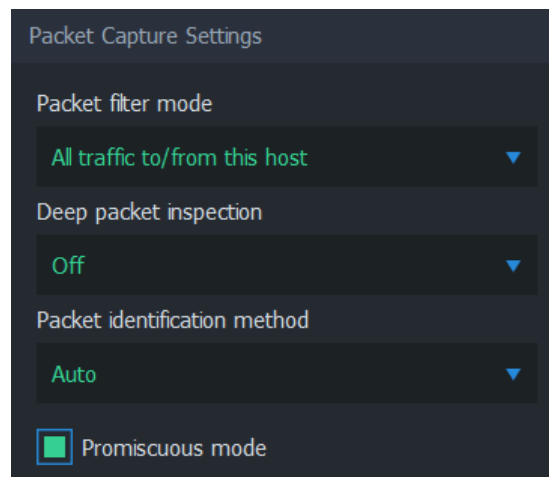 Packet Capture Settings
Packet filter mode
All traffic to/from this host
Deep packet inspection
Off
Packet identification method
Auto
Promiscuous mode